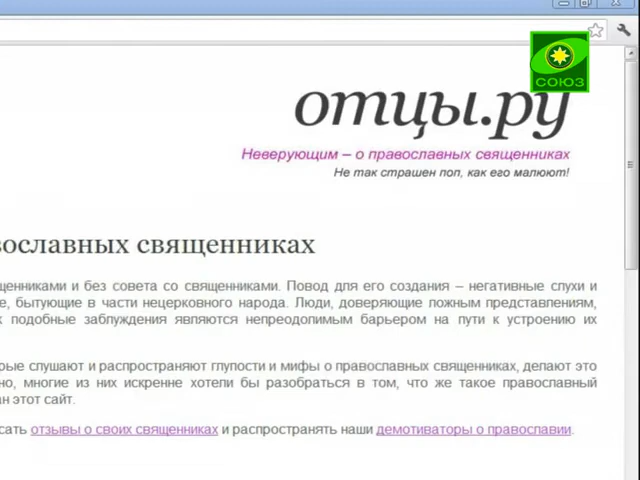 СОЮЗ
отцы.ру
Неверующим – о православных священниках
Не так страшен поп, как его малюют!
вославных священниках
щенниками и без совета со священниками. Повод для его создания – негативные слухи и
е, бытующие в части нецерковного народа. Люди, доверяющие ложным представлениям,
подобные заблуждения являются непреодолимым барьером на пути к устроению их
рые слушают и распространяют глупости и мифы о православных священниках, делают это
но, многие из них искренне хотели бы разобраться в том, что же такое православный
ан этот сайт.
сать отзывы о своих священниках и распространять наши демотиваторы о православии.